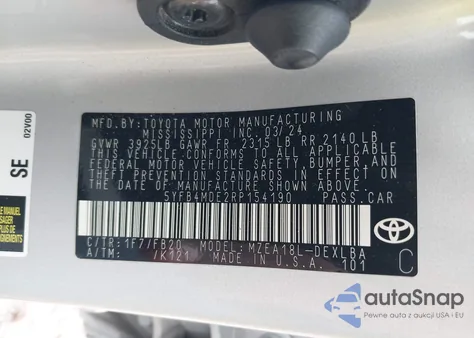 02V00
SE
MFD.BY:TOYOTA MOTOR MANUFACTURING
MISSISSIPPI INC. 03/24
GVWR 3925LB GAWR FR 2315 LB RR 2140LB
THIS VEHICLE CONFORMS TO ALL APPLICABLE
FEDERAL MOTOR VEHICLE SAFETY, BUMPER, AND
THEFT PREVENTION STANDARDS IN EFFECT ON
THE DATE OF MANUFACTURE SHOWN ABOVE.
5YFB4MDE2RP154190 PASS.CAR
C/TR: 1F7/FB20 MODEL: MZEA18L-DEXLBA
A/TM: /K121 MADE IN U.S.A. 101
C
autoSnap
Pewne auta z aukcji USA i EU